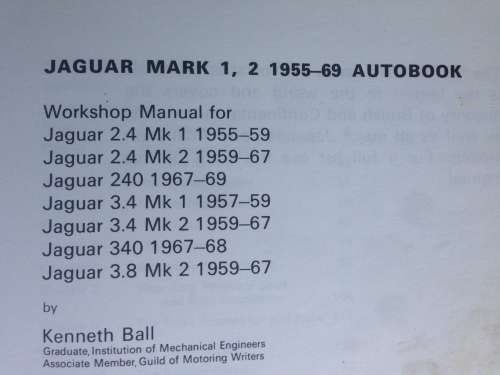 JAGUAR MARK 1, 2 1955–69 AUTOBOOK
Workshop Manual for
Jaguar 2.4 Mk 1 1955–59
Jaguar 2.4 Mk 2 1959–67
Jaguar 240 1967–69
Jaguar 3.4 Mk 1 1957–59
Jaguar 3.4 Mk 2 1959–67
Jaguar 340 1967–68
Jaguar 3.8 Mk 2 1959–67
by
Kenneth Ball
Graduate, Institution of Mechanical Engineers
Associate Member, Guild of Motoring Writers